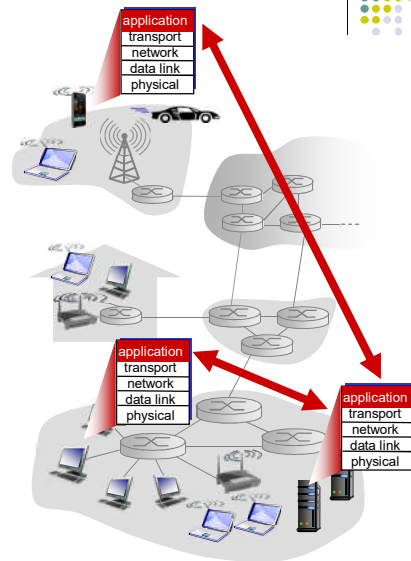 application
transport
network
data link
physical
application
transport
network
data link
physical
application
transport
network
data link
physical